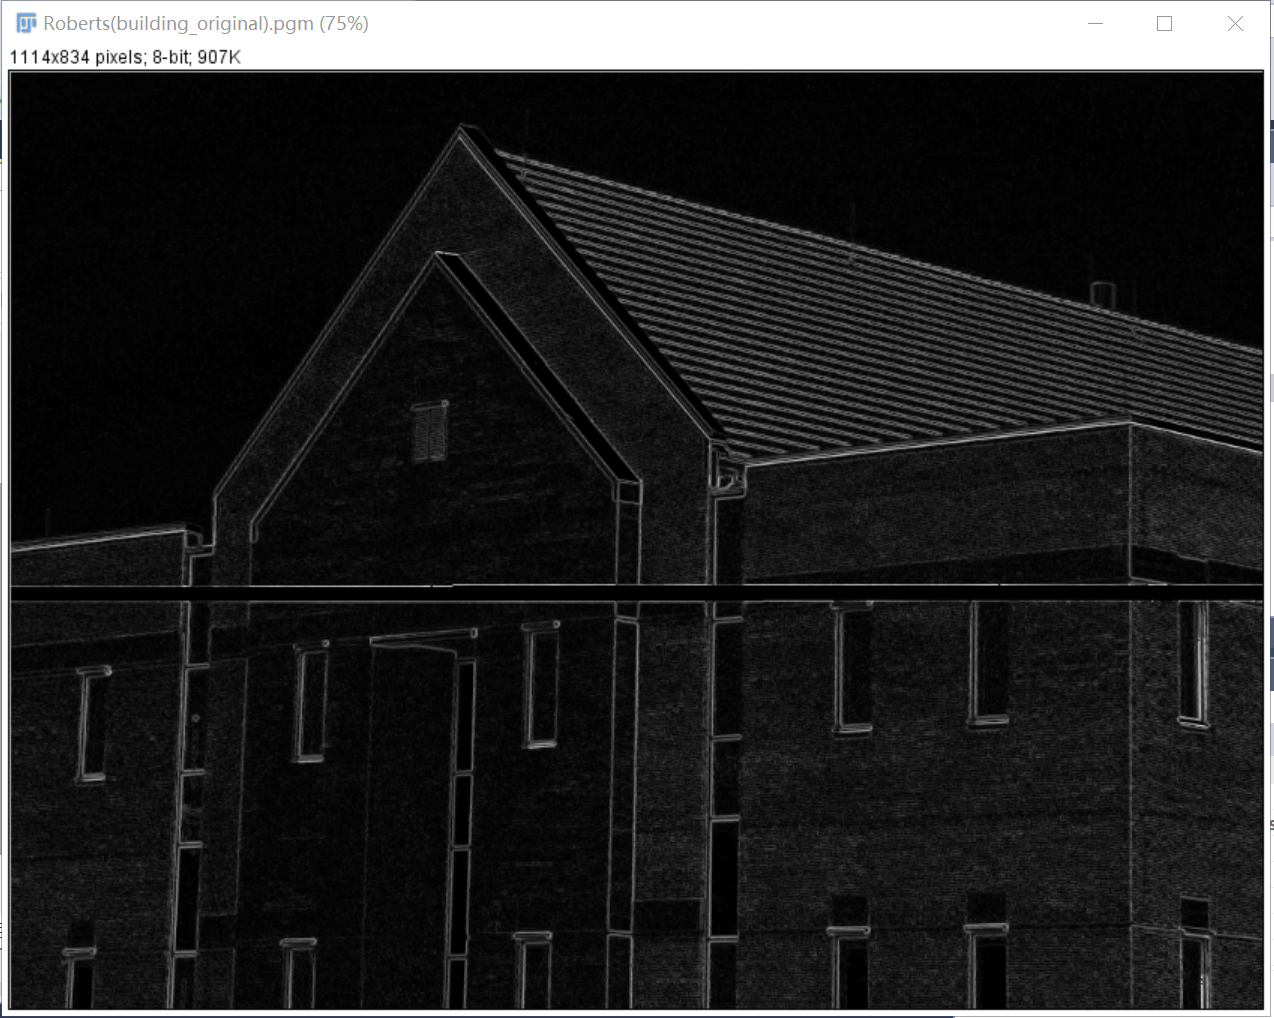 Roberts(building_original).pgm (75%)
1114x834 pixels; 8-bit; 907K